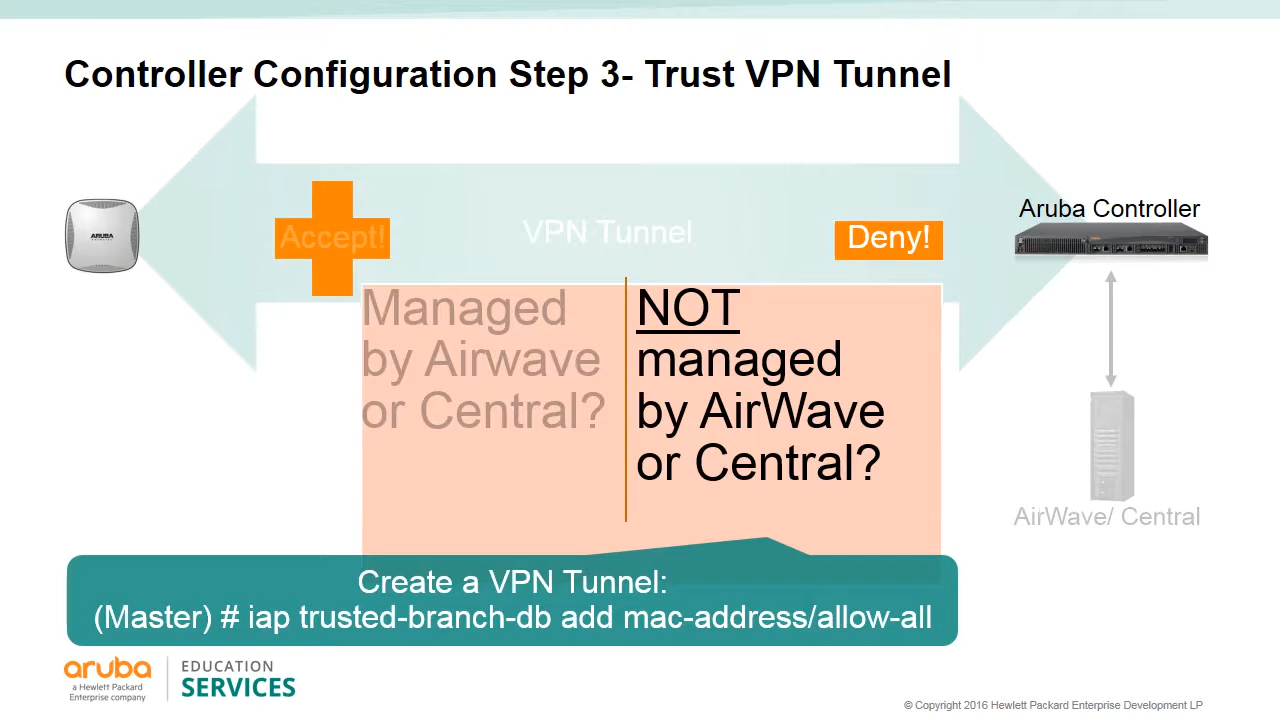 Controller Configuration Step 3- Trust VPN Tunnel
Aruba Controller
ARUBA
Accept!
VPN Tunnel
Deny!
Managed
by Airwave
or Central?
NOT
managed
by AirWave
or Central?
AirWave/ Central
Create a VPN Tunnel:
(Master) # iap trusted-branch-db add mac-address/allow-all
aruba
a Hewlett Packard
Enterprise company
EDUCATION
SERVICES
© Copyright 2016 Hewlett Packard Enterprise Development LP